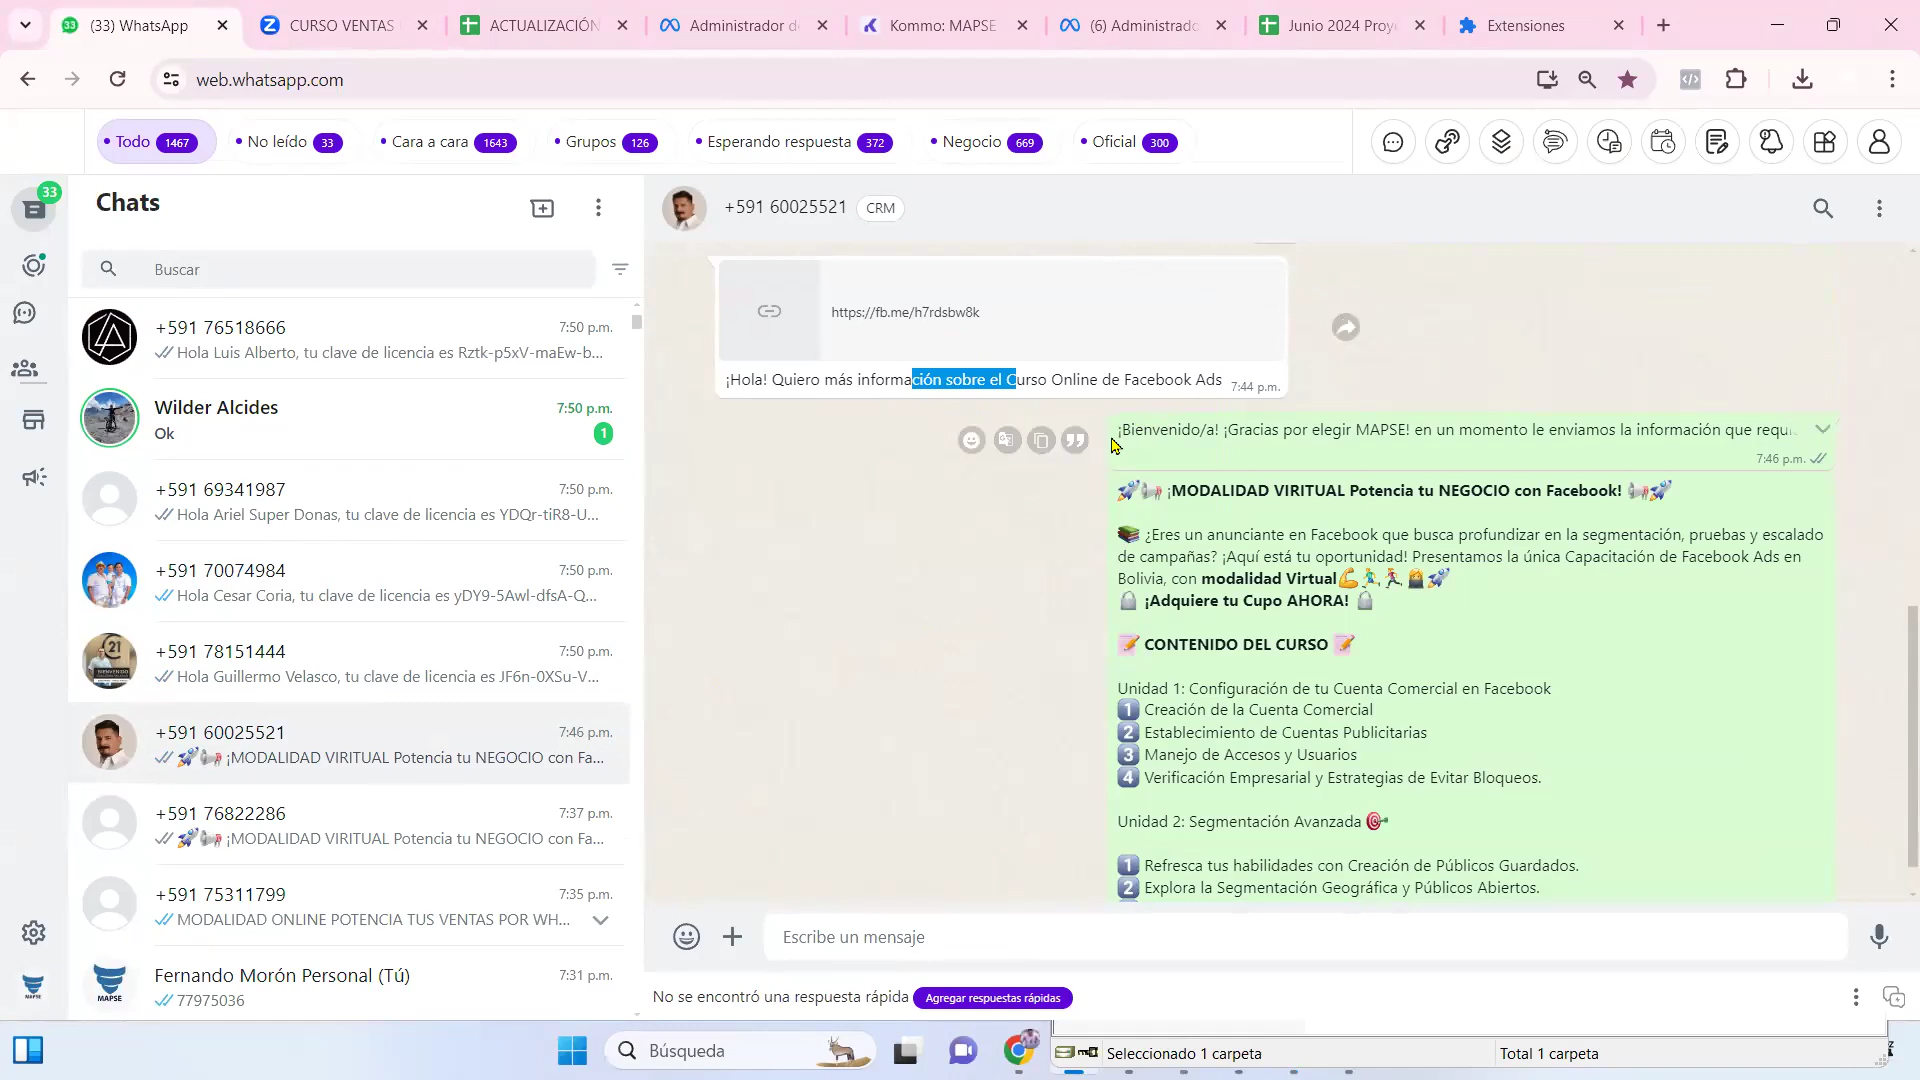 (33) WhatsApp
CURSO VENTAS
ACTUALIZACIÓN
Administrador de
Kommo: MAPSE
(6) Administrado
Junio 2024 Proy
Extensiones
web.whatsapp.com
Todo 1467
No leído 33
Cara a cara 1643
Grupos 126
Esperando respuesta 372
Negocio 669
Oficial 300
33
Chats
Buscar
+591 76518666 7:50 p.m.
Hola Luis Alberto, tu clave de licencia es Rztk-p5xV-maEw-b...
Wilder Alcides 7:50 p.m.
Ok 1
+591 69341987 7:50 p.m.
Hola Ariel Super Donas, tu clave de licencia es YDQr-tiR8-U...
+591 70074984 7:50 p.m.
Hola Cesar Coria, tu clave de licencia es yDY9-5Awl-dfsA-Q...
+591 78151444 7:50 p.m.
Hola Guillermo Velasco, tu clave de licencia es JF6n-0XSu-V...
+591 60025521 7:46 p.m.
🚀📢 ¡MODALIDAD VIRITUAL Potencia tu NEGOCIO con Fa...
+591 76822286 7:37 p.m.
🚀📢 ¡MODALIDAD VIRITUAL Potencia tu NEGOCIO con Fa...
+591 75311799 7:35 p.m.
MODALIDAD ONLINE POTENCIA TUS VENTAS POR WH...
Fernando Morón Personal (Tú) 7:31 p.m.
77975036
MAPSE
MAPSE
+591 60025521 CRM
https://fb.me/h7rdsbw8k
¡Hola! Quiero más información sobre el Curso Online de Facebook Ads 7:44 p.m.
¡Bienvenido/a! ¡Gracias por elegir MAPSE! en un momento le enviamos la información que requi
7:46 p.m.
🚀📢 ¡MODALIDAD VIRITUAL Potencia tu NEGOCIO con Facebook! 📢🚀
📚 ¿Eres un anunciante en Facebook que busca profundizar en la segmentación, pruebas y escalado
de campañas? ¡Aquí está tu oportunidad! Presentamos la única Capacitación de Facebook Ads en
Bolivia, con modalidad Virtual💪🏃‍♂️🏃‍♀️👩‍💻🚀
🔒 ¡Adquiere tu Cupo AHORA! 🔒
📝 CONTENIDO DEL CURSO 📝
Unidad 1: Configuración de tu Cuenta Comercial en Facebook
1️⃣ Creación de la Cuenta Comercial
2️⃣ Establecimiento de Cuentas Publicitarias
3️⃣ Manejo de Accesos y Usuarios
4️⃣ Verificación Empresarial y Estrategias de Evitar Bloqueos.
Unidad 2: Segmentación Avanzada 🎯
1️⃣ Refresca tus habilidades con Creación de Públicos Guardados.
2️⃣ Explora la Segmentación Geográfica y Públicos Abiertos.
Escribe un mensaje
No se encontró una respuesta rápida Agregar respuestas rápidas
Búsqueda
Seleccionado 1 carpeta
Total 1 carpeta